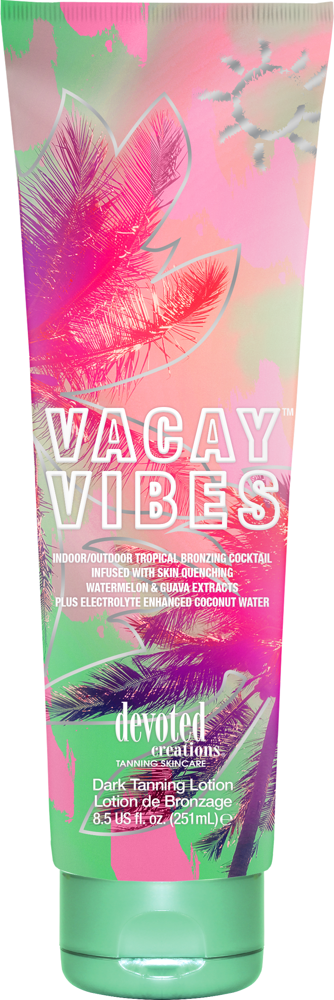 VACAY™
VIBES
INDOOR/OUTDOOR TROPICAL BRONZING COCKTAIL
INFUSED WITH SKIN QUENCHING
WATERMELON & GUAVA EXTRACTS
PLUS ELECTROLYTE ENHANCED COCONUT WATER
devoted
creations®
TANNING SKINCARE
Dark Tanning Lotion
Lotion de Bronzage
8.5 US fl. oz. (251mL)℮